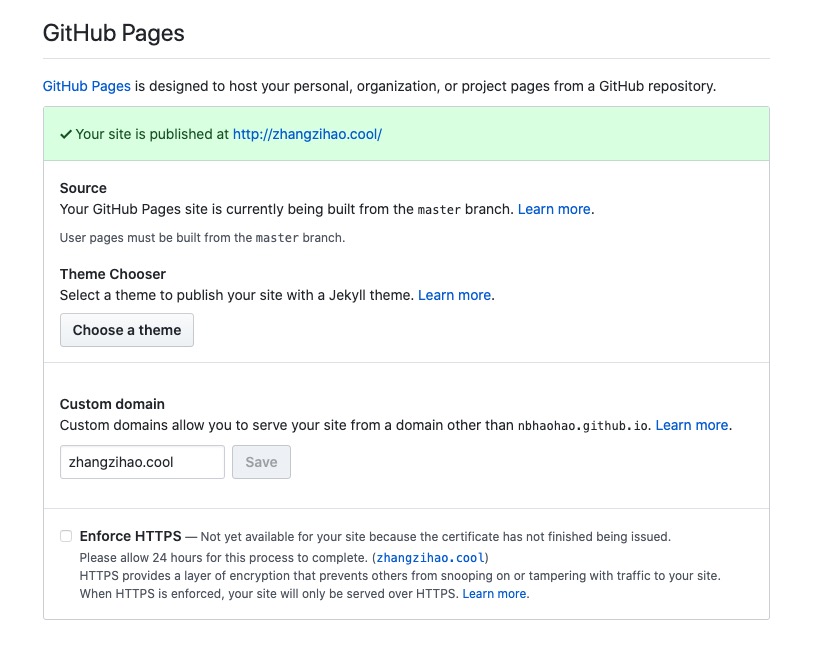 GitHub Pages
GitHub Pages is designed to host your personal, organization, or project pages from a GitHub repository.
✓ Your site is published at http://zhangzihao.cool/
Source
Your GitHub Pages site is currently being built from the master branch. Learn more.
User pages must be built from the master branch.
Theme Chooser
Select a theme to publish your site with a Jekyll theme. Learn more.
Choose a theme
Custom domain
Custom domains allow you to serve your site from a domain other than nbhaohao.github.io. Learn more.
zhangzihao.cool Save
Enforce HTTPS — Not yet available for your site because the certificate has not finished being issued.
Please allow 24 hours for this process to complete. (zhangzihao.cool)
HTTPS provides a layer of encryption that prevents others from snooping on or tampering with traffic to your site.
When HTTPS is enforced, your site will only be served over HTTPS. Learn more.